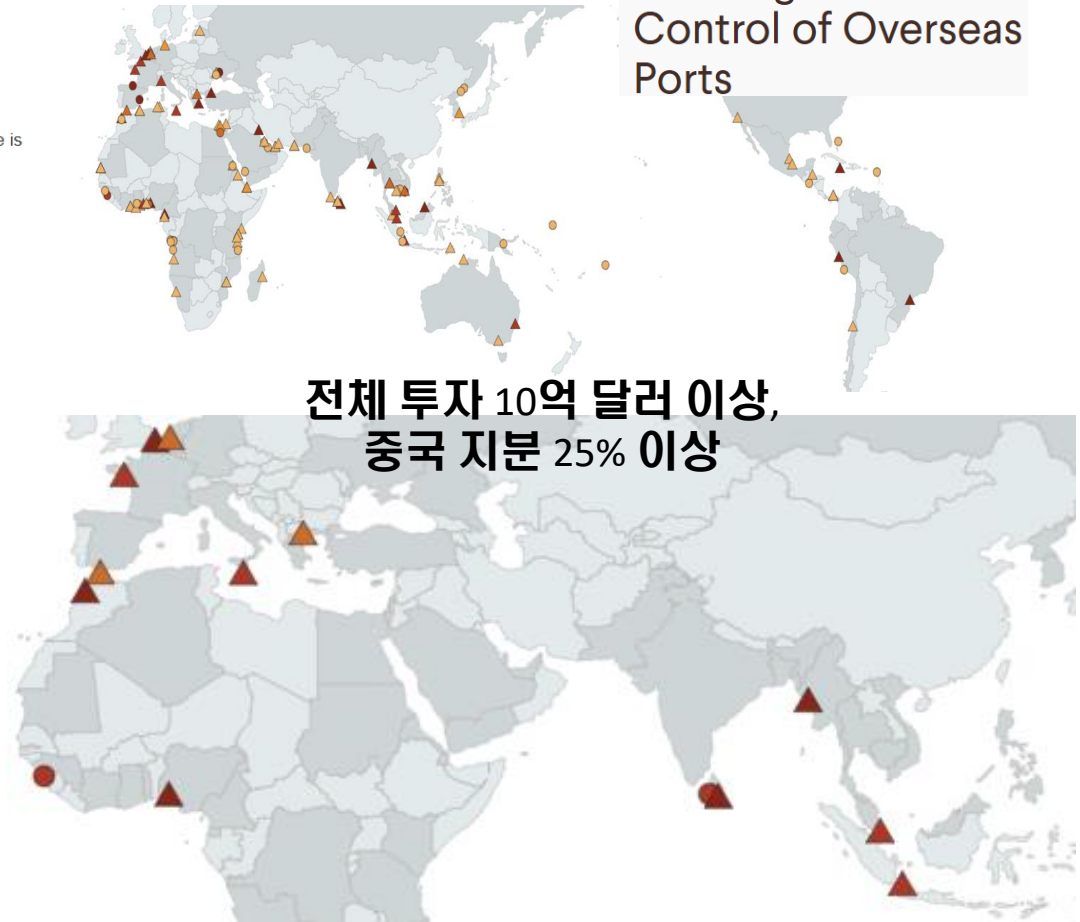 Control of Overseas
Ports
e is
전체 투자 10억 달러 이상,
중국 지분 25% 이상